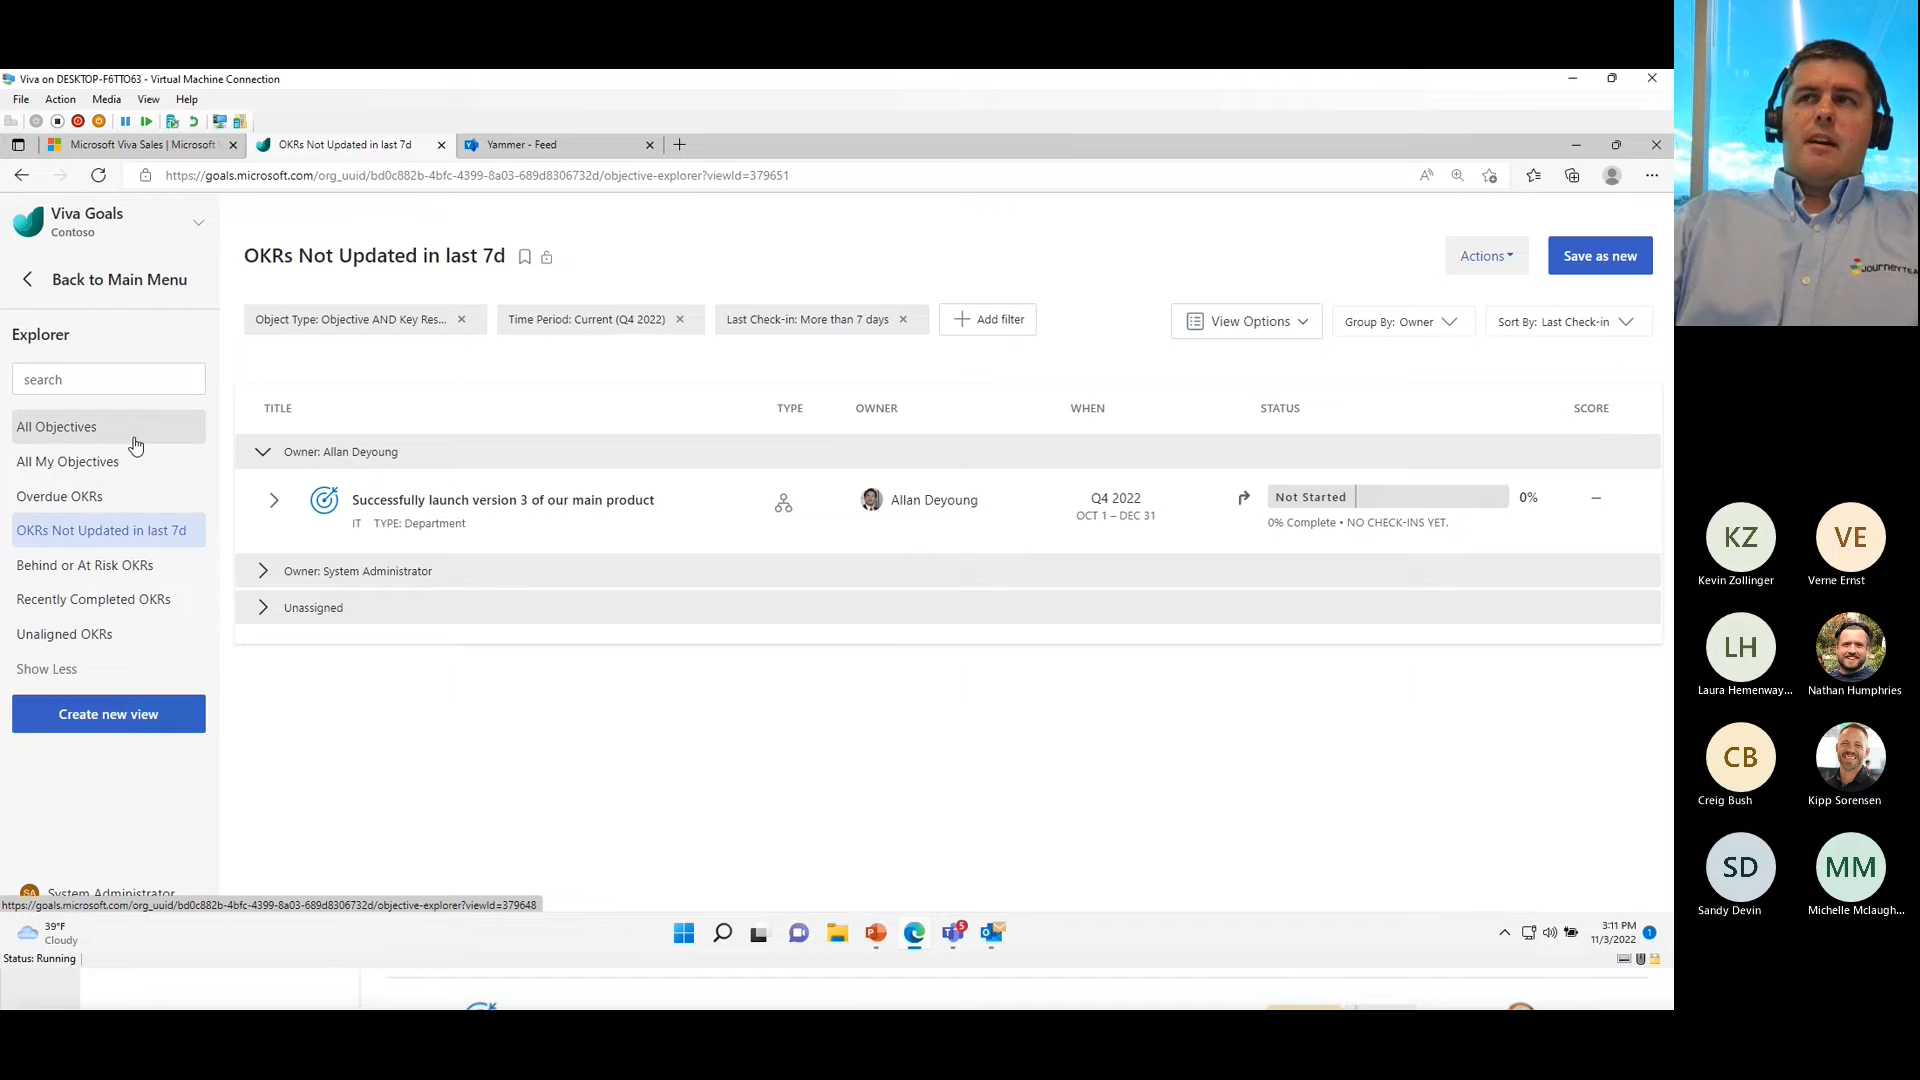 Viva on DESKTOP-F6TTO63 - Virtual Machine Connection
File Action Media View Help
Microsoft Viva Sales | Microsoft
OKRs Not Updated in last 7d
Yammer - Feed
https://goals.microsoft.com/org_uuid/bd0c882b-4bfc-4399-8a03-689d8306732d/objective-explorer?viewId=379651
Viva Goals
Contoso
Back to Main Menu
Explorer
search
All Objectives
All My Objectives
Overdue OKRs
OKRs Not Updated in last 7d
Behind or At Risk OKRs
Recently Completed OKRs
Unaligned OKRs
Show Less
Create new view
SA System Administrator
https://goals.microsoft.com/org_uuid/bd0c882b-4bfc-4399-8a03-689d8306732d/objective-explorer?viewId=379648
OKRs Not Updated in last 7d
Actions
Save as new
Object Type: Objective AND Key Res...
Time Period: Current (Q4 2022)
Last Check-in: More than 7 days
Add filter
View Options
Group By: Owner
Sort By: Last Check-in
TITLE TYPE OWNER WHEN STATUS SCORE
Owner: Allan Deyoung
Successfully launch version 3 of our main product
IT TYPE: Department
Allan Deyoung
Q4 2022
OCT 1 – DEC 31
Not Started
0%
–
0% Complete • NO CHECK-INS YET.
Owner: System Administrator
Unassigned
39°F
Cloudy
5
3:11 PM
11/3/2022
1
Status: Running
JOURNEYTEA
KZ
Kevin Zollinger
VE
Verne Ernst
LH
Laura Hemenway...
Nathan Humphries
CB
Creig Bush
Kipp Sorensen
SD
Sandy Devin
MM
Michelle Mclaugh...